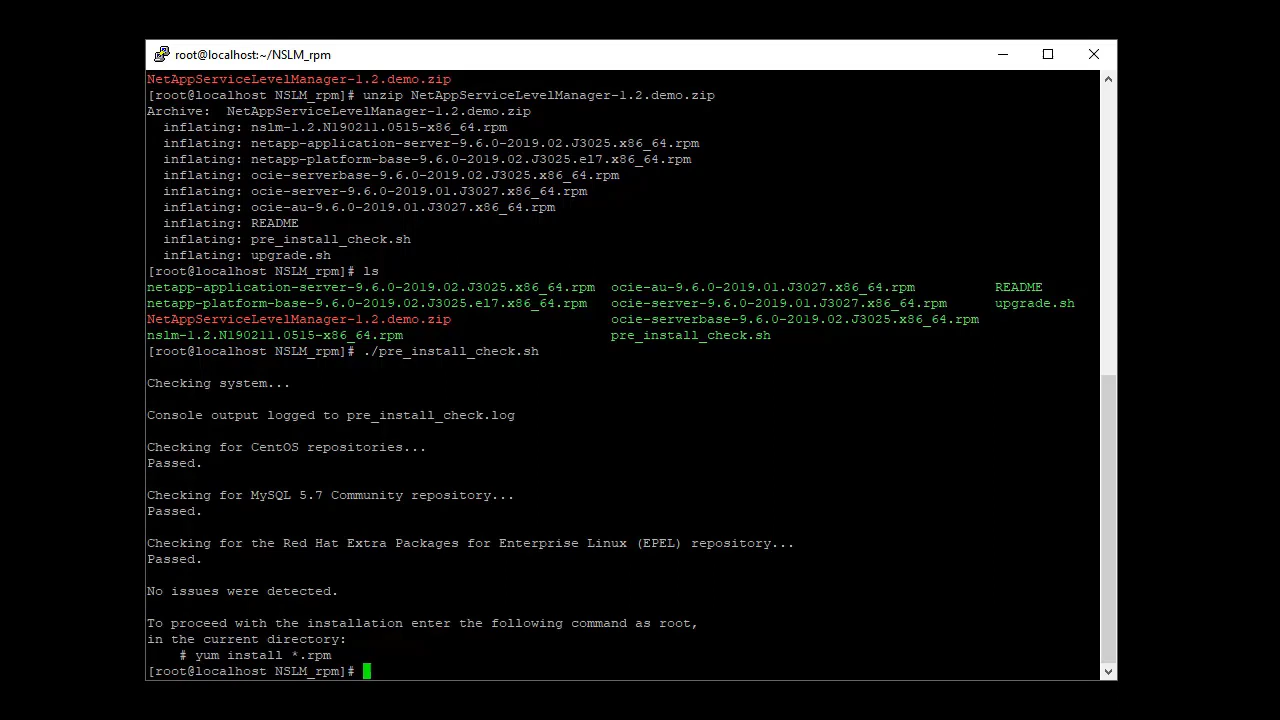 root@localhost:~/NSLM_rpm
NetAppServiceLevelManager-1.2.demo.zip
[root@localhost NSLM_rpm]# unzip NetAppServiceLevelManager-1.2.demo.zip
Archive:  NetAppServiceLevelManager-1.2.demo.zip
  inflating: nslm-1.2.N190211.0515-x86_64.rpm
  inflating: netapp-application-server-9.6.0-2019.02.J3025.x86_64.rpm
  inflating: netapp-platform-base-9.6.0-2019.02.J3025.el7.x86_64.rpm
  inflating: ocie-serverbase-9.6.0-2019.02.J3025.x86_64.rpm
  inflating: ocie-server-9.6.0-2019.01.J3027.x86_64.rpm
  inflating: ocie-au-9.6.0-2019.01.J3027.x86_64.rpm
  inflating: README
  inflating: pre_install_check.sh
  inflating: upgrade.sh
[root@localhost NSLM_rpm]# ls
netapp-application-server-9.6.0-2019.02.J3025.x86_64.rpm  ocie-au-9.6.0-2019.01.J3027.x86_64.rpm          README
netapp-platform-base-9.6.0-2019.02.J3025.el7.x86_64.rpm   ocie-server-9.6.0-2019.01.J3027.x86_64.rpm      upgrade.sh
NetAppServiceLevelManager-1.2.demo.zip                    ocie-serverbase-9.6.0-2019.02.J3025.x86_64.rpm
nslm-1.2.N190211.0515-x86_64.rpm                          pre_install_check.sh
[root@localhost NSLM_rpm]# ./pre_install_check.sh
Checking system...
Console output logged to pre_install_check.log
Checking for CentOS repositories...
Passed.
Checking for MySQL 5.7 Community repository...
Passed.
Checking for the Red Hat Extra Packages for Enterprise Linux (EPEL) repository...
Passed.
No issues were detected.
To proceed with the installation enter the following command as root,
in the current directory:
    # yum install *.rpm
[root@localhost NSLM_rpm]#